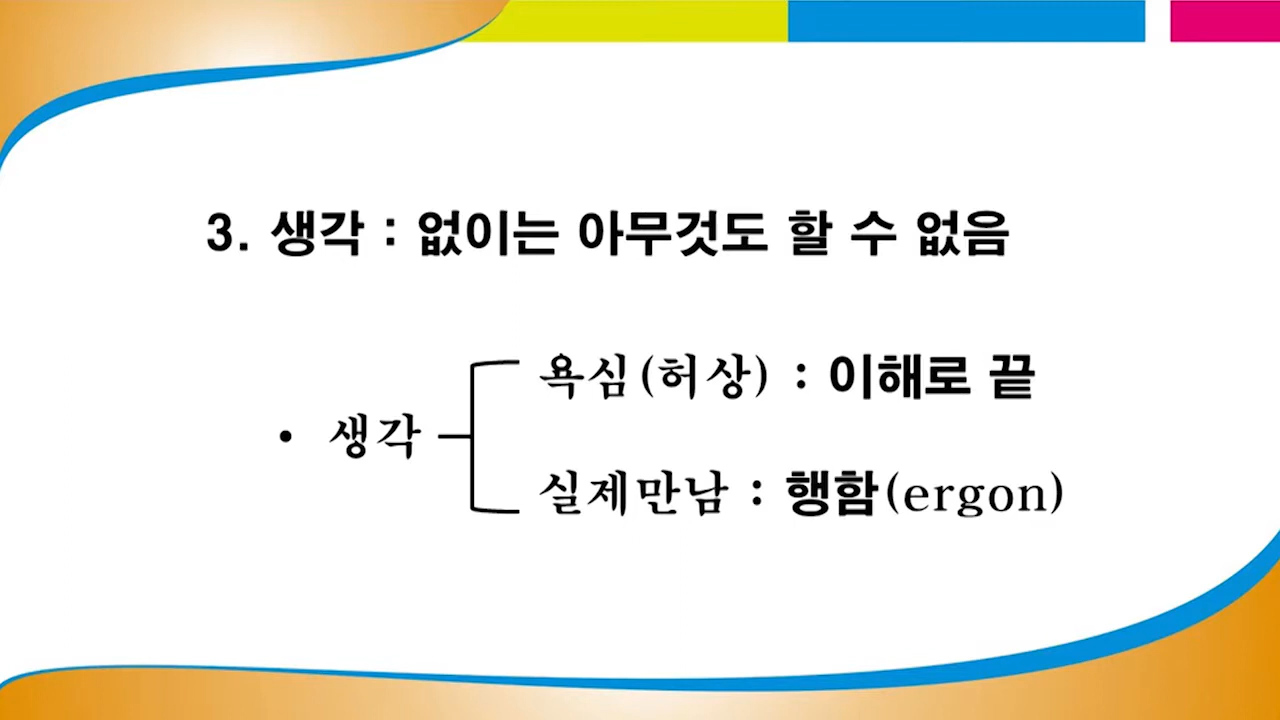 3. 생각 : 없이는 아무것도 할 수 없음
욕심(허상) : 이해로 끝
• 생각
실제만남 : 행함(ergon)